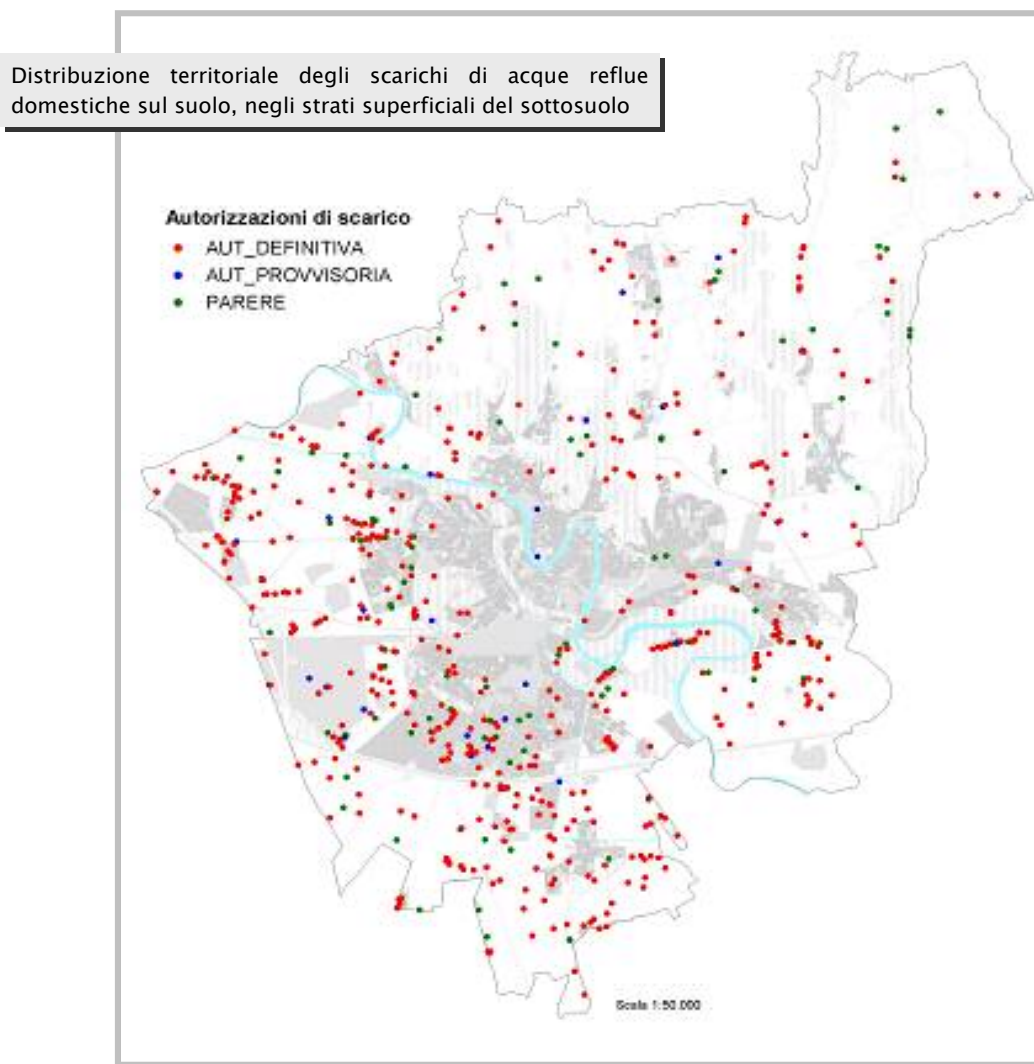 Distribuzione territoriale degli scarichi di acque reflue
domestiche sul suolo, negli strati superficiali del sottosuolo
Autorizzazioni di scarico
AUT_DEFINITIVA
AUT_PROVVISORIA
PARERE
Scala 1:50.000